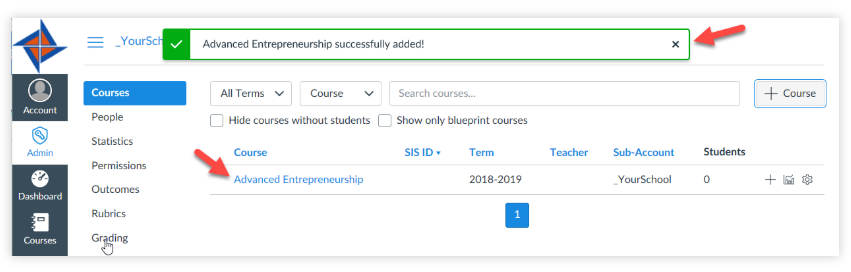 _YourSch
Advanced Entrepreneurship successfully added!
Account
Admin
Dashboard
Courses
Courses
People
Statistics
Permissions
Outcomes
Rubrics
Grading
All Terms
Course
Search courses...
+ Course
Hide courses without students
Show only blueprint courses
Course SIS ID Term Teacher Sub-Account Students
Advanced Entrepreneurship 2018-2019 _YourSchool 0
1